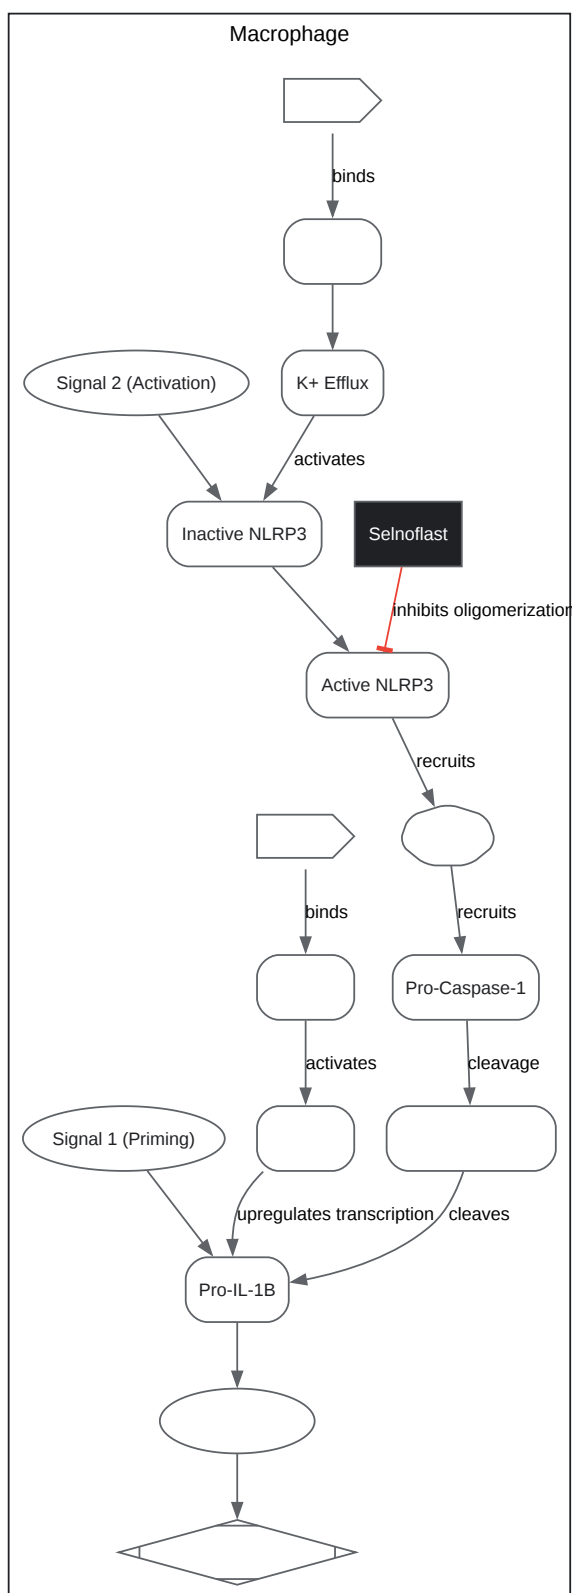 Macrophage
binds
Signal 2 (Activation)
K+ Efflux
activates
Inactive NLRP3
Selnoflast
inhibits oligomerization
Active NLRP3
recruits
binds
recruits
Pro-Caspase-1
activates
cleavage
Signal 1 (Priming)
upregulates transcription
cleaves
Pro-IL-1B